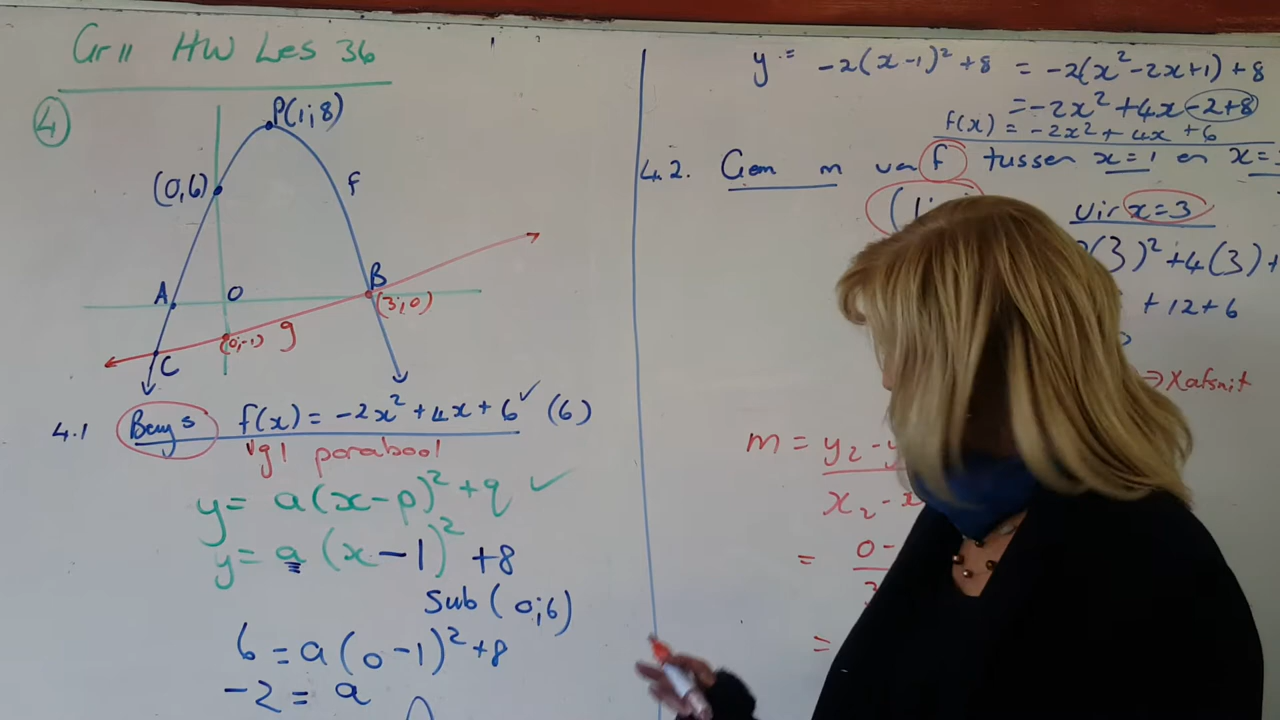 Gr 11 HW Les 36
④
P(1;8)
(0,6)
f
A
O
B
(3;0)
(0;-1)
g
C
4.1 Bewys f(x) = -2x² + 4x + 6 ✓ (6)
vgl parabool
y = a(x-p)² + q ✓
y = a (x - 1)² + 8
Sub (0;6)
6 = a(0-1)² + 8
-2 = a
y = -2(x-1)² + 8 = -2(x² - 2x + 1) + 8
= -2x² + 4x - 2 + 8
f(x) = -2x² + 4x + 6
4.2. Gem m van f tussen x = 1 en x =
vir x = 3
(3)² + 4(3) +
+ 12 + 6
⇒ Xafsnit
m = y₂ - y
x₂ - x
= 0 -
3
=